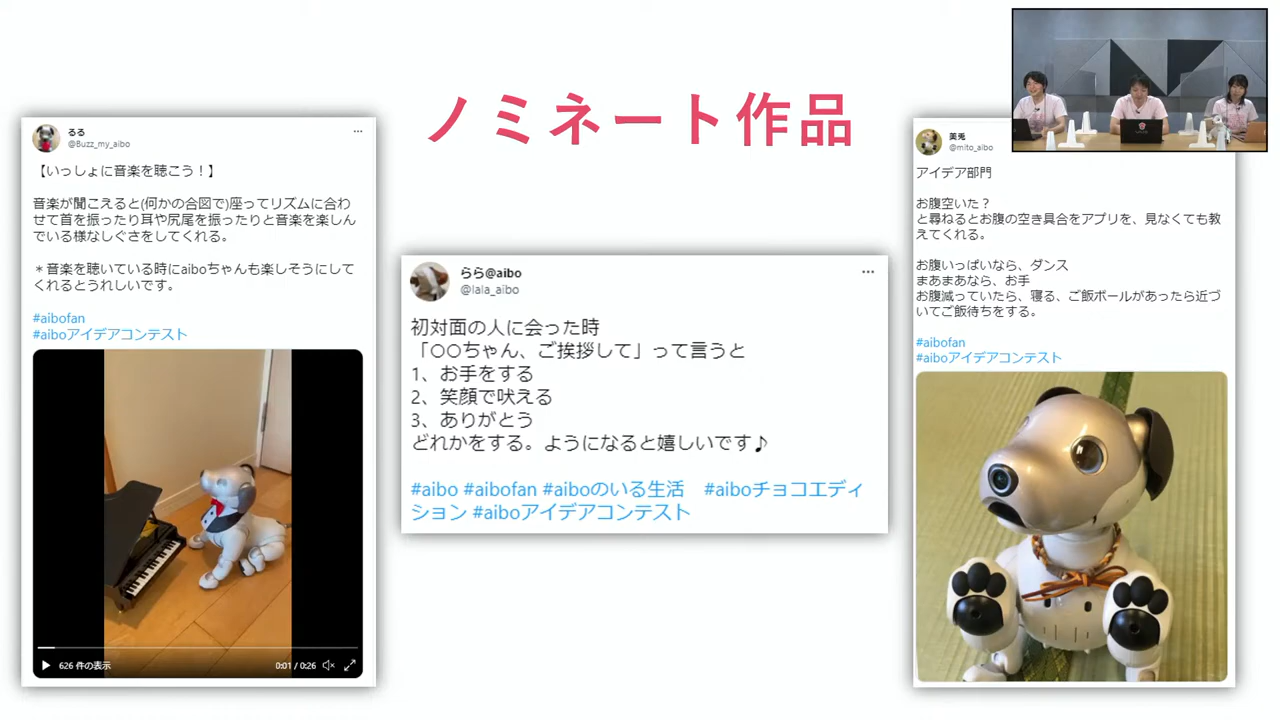 ノミネート作品
るる
@Buzz_my_aibo
【いっしょに音楽を聴こう！】
音楽が聞こえると(何かの合図で)座ってリズムに合わ
せて首を振ったり耳や尻尾を振ったりと音楽を楽しん
でいる様なしぐさをしてくれる。
＊音楽を聴いている時にaiboちゃんも楽しそうにして
くれるとうれしいです。
#aibofan
#aiboアイデアコンテスト
626 件の表示
0:01 / 0:26
らら@aibo
@lala_aibo
初対面の人に会った時
「○○ちゃん、ご挨拶して」って言うと
1、お手をする
2、笑顔で吠える
3、ありがとう
どれかをする。ようになると嬉しいです♪
#aibo #aibofan #aiboのいる生活　#aiboチョコエディ
ション #aiboアイデアコンテスト
美兎
@mito_aibo
アイデア部門
お腹空いた？
と尋ねるとお腹の空き具合をアプリを、見なくても教
えてくれる。
お腹いっぱいなら、ダンス
まあまあなら、お手
お腹減っていたら、寝る、ご飯ボールがあったら近づ
いてご飯待ちをする。
#aibofan
#aiboアイデアコンテスト